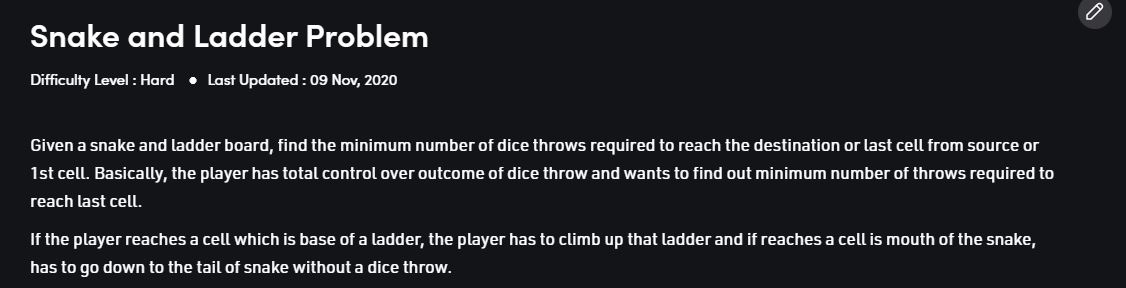 Snake and Ladder Problem
Difficulty Level : Hard ● Last Updated : 09 Nov, 2020
Given a snake and ladder board, find the minimum number of dice throws required to reach the destination or last cell from source or
1st cell. Basically, the player has total control over outcome of dice throw and wants to find out minimum number of throws required to
reach last cell.
If the player reaches a cell which is base of a ladder, the player has to climb up that ladder and if reaches a cell is mouth of the snake,
has to go down to the tail of snake without a dice throw.